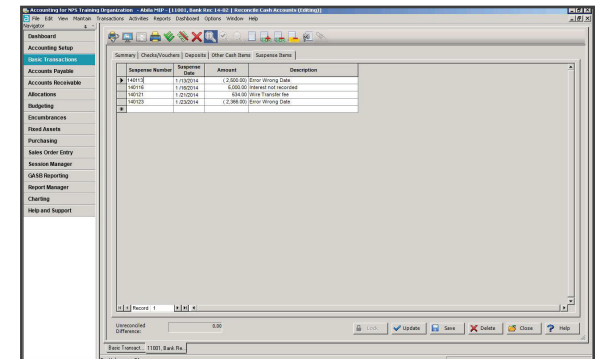 Accounting for NPS Training Organization - Abila MIP - [11001, Bank Rec 14-02 [ Reconcile Cash Accounts (Editing)]]
File Edit View Maintain Transactions Activities Reports Dashboard Options Window Help
Navigator
Dashboard
Accounting Setup
Basic Transactions
Accounts Payable
Accounts Receivable
Allocations
Budgeting
Encumbrances
Fixed Assets
Purchasing
Sales Order Entry
Session Manager
GASB Reporting
Report Manager
Charting
Help and Support
Summary Checks/Vouchers Deposits Other Cash Items Suspense Items
Suspense Number Suspense Date Amount Description
140113 1/13/2014 (2,500.00) Error Wrong Date
140116 1/16/2014 5,000.00 Interest not recorded
140121 1/21/2014 534.00 Wire Transfer fee
140123 1/23/2014 (2,366.00) Error Wrong Date
Record: 1
Unreconciled Difference: 0.00
Lock Update Save Delete Close Help
Basic Transact... 11001, Bank Re...